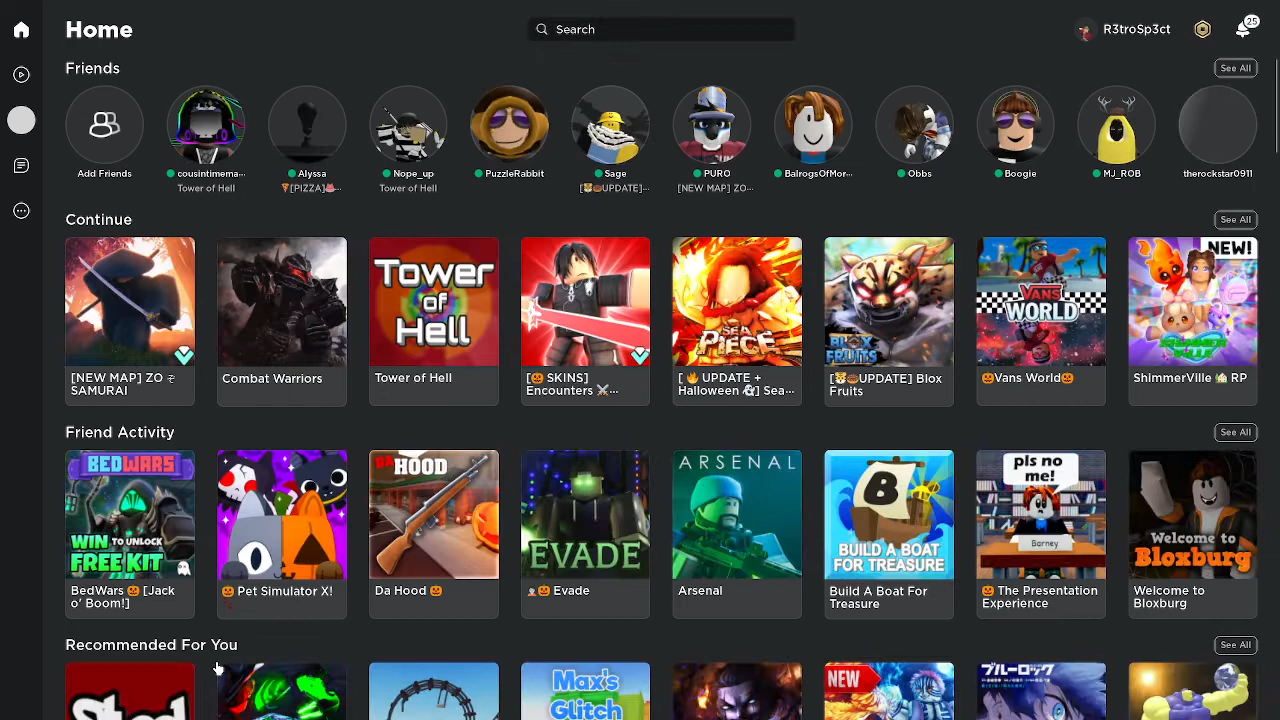 Home
Search
R3troSp3ct
25
Friends
See All
Add Friends
cousintimema...
Tower of Hell
Alyssa
🍕[PIZZA]🐷...
Nope_up
Tower of Hell
PuzzleRabbit
Sage
[🐯🍩UPDATE]...
PURO
[NEW MAP] ZO...
BalrogsOfMor...
Obbs
Boogie
MJ_ROB
therockstar0911
Continue
See All
Tower
of
Hell
SEA
PIECE
BLOX
FRUITS
VANS
WORLD
NEW!
SHIMMER
VILLE
[NEW MAP] ZO
SAMURAI
Combat Warriors
Tower of Hell
[🎃 SKINS]
Encounters ⚔️...
[🔥 UPDATE +
Halloween 👻] Sea...
[🐯🍩UPDATE] Blox
Fruits
🎃Vans World🎃
ShimmerVille 🏡 RP
Friend Activity
See All
BEDWARS
WIN TO UNLOCK
FREE KIT
DA HOOD
EVADE
ARSENAL
B
BUILD A BOAT
FOR TREASURE
pls no
me!
Barney
Welcome to
Bloxburg
BedWars 🎃 [Jack
o' Boom!]
🎃 Pet Simulator X!
Da Hood 🎃
🎃 Evade
Arsenal
Build A Boat For
Treasure
🎃 The Presentation
Experience
Welcome to
Bloxburg
Recommended For You
See All
Max's
Glitch
NEW
ブルーロック